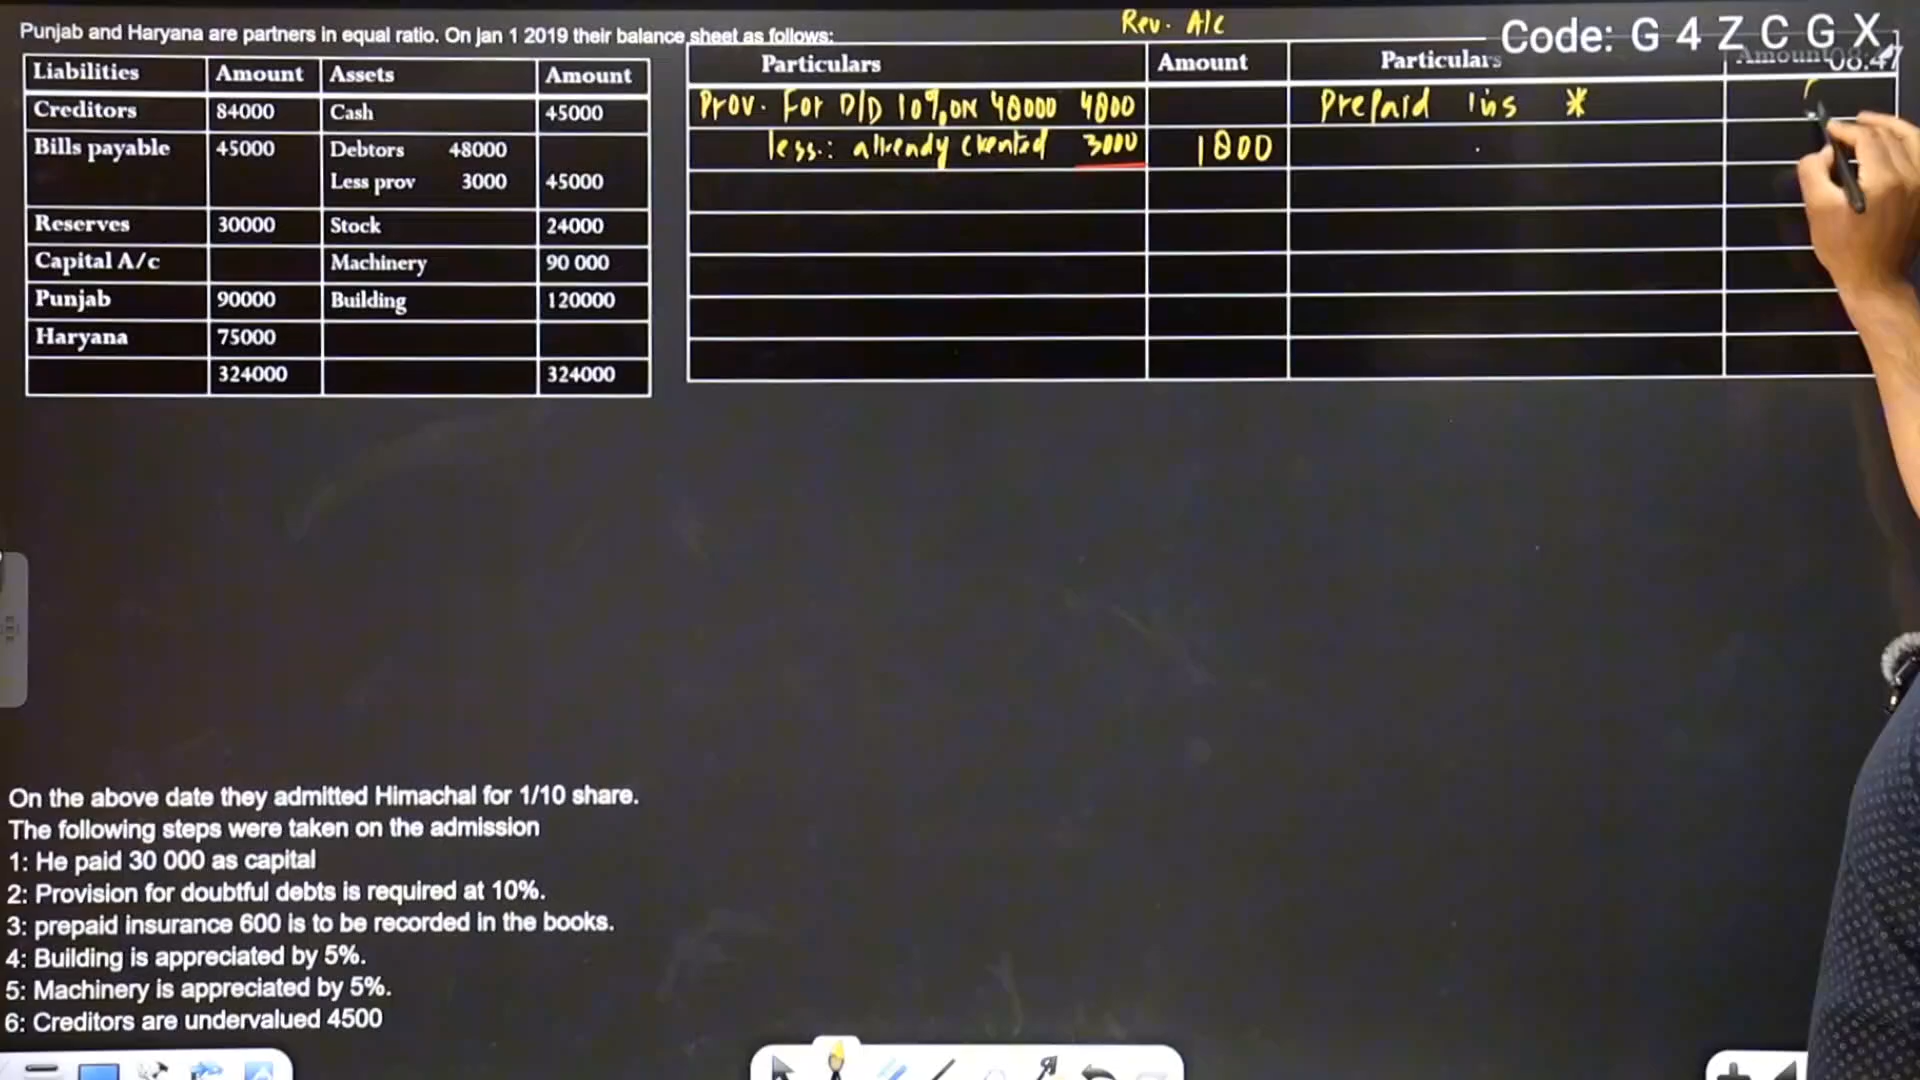 Punjab and Haryana are partners in equal ratio. On jan 1 2019 their balance sheet as follows:
Rev. A/c
Code: G 4 Z C G X
08:47
Liabilities Amount Assets Amount
Creditors 84000 Cash 45000
Bills payable 45000 Debtors 48000
Less prov 3000 45000
Reserves 30000 Stock 24000
Capital A/c Machinery 90 000
Punjab 90000 Building 120000
Haryana 75000
324000 324000
Particulars Amount Particulars Amount
Prov. For D/D 10% on 48000 4800 Prepaid ins *
less.: already created 3000 1800
On the above date they admitted Himachal for 1/10 share.
The following steps were taken on the admission
1: He paid 30 000 as capital
2: Provision for doubtful debts is required at 10%.
3: prepaid insurance 600 is to be recorded in the books.
4: Building is appreciated by 5%.
5: Machinery is appreciated by 5%.
6: Creditors are undervalued 4500